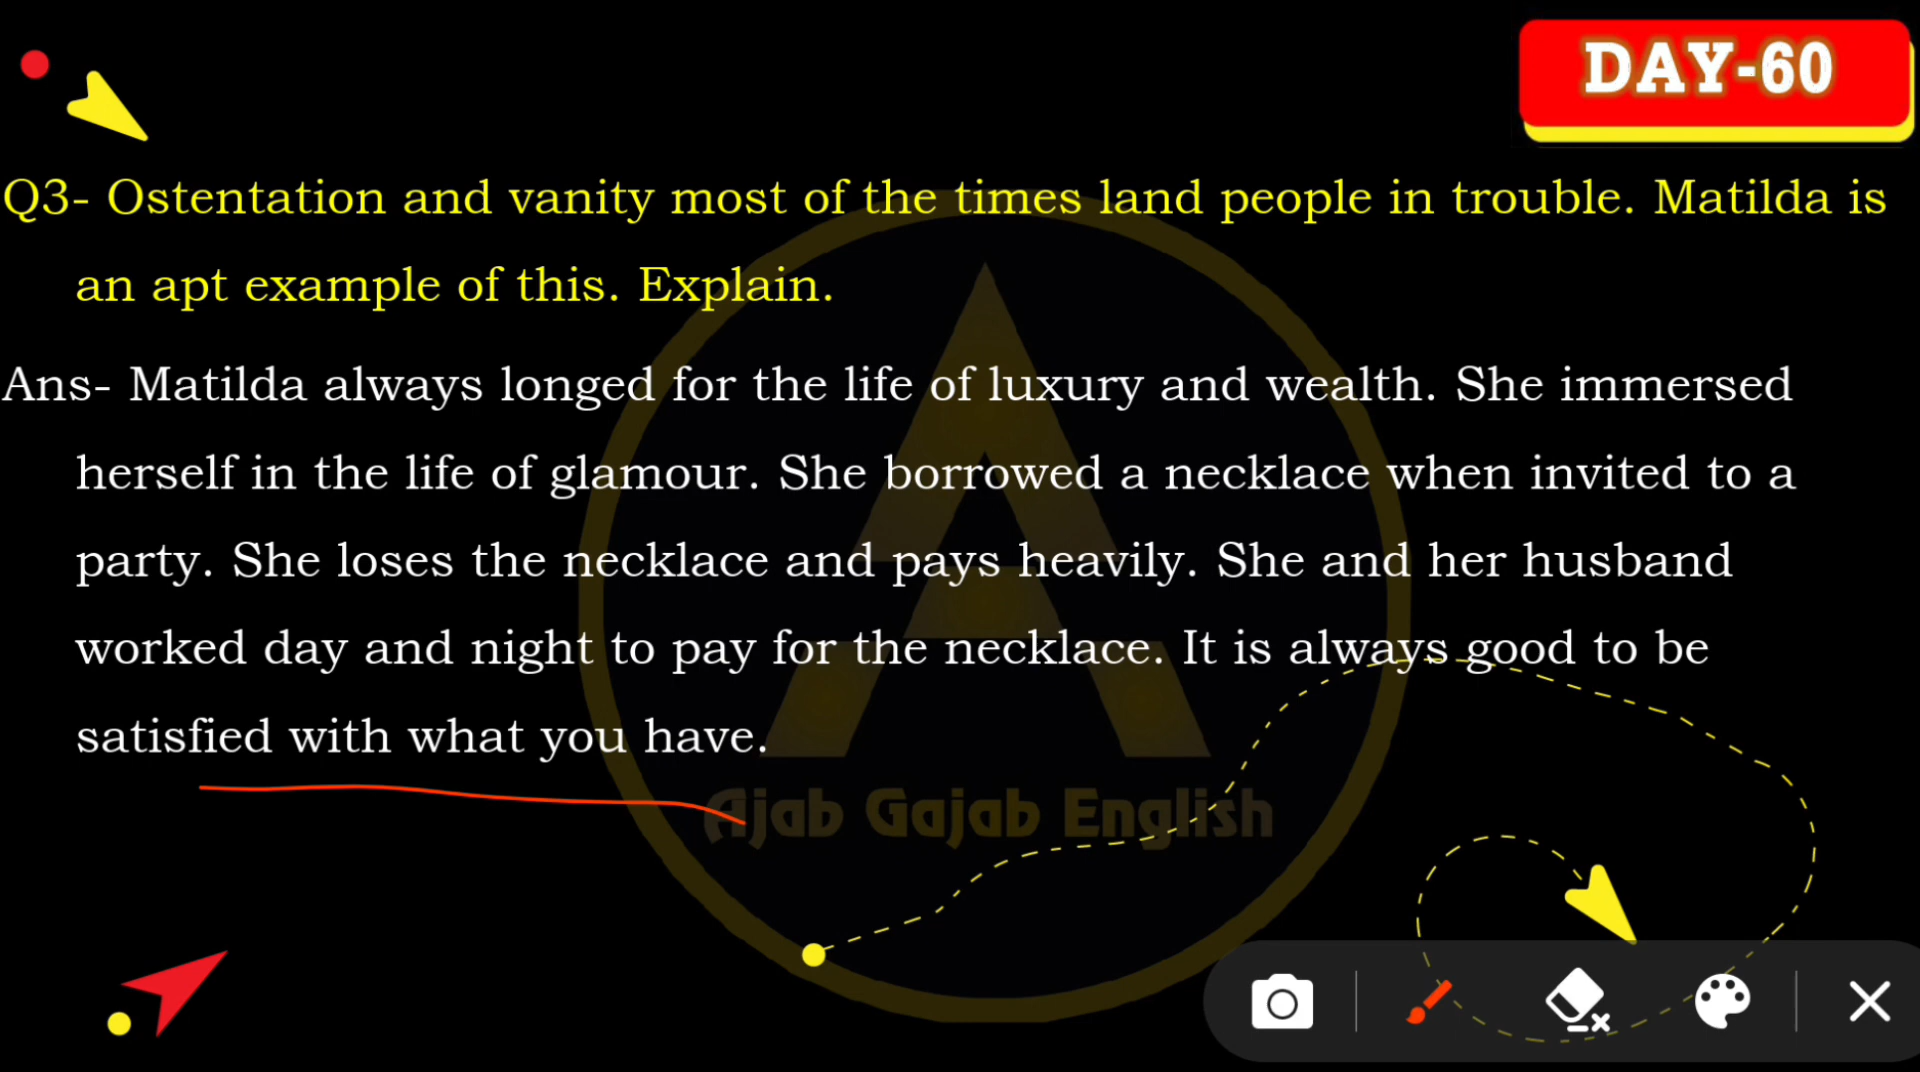 DAY-60
Q3- Ostentation and vanity most of the times land people in trouble. Matilda is
an apt example of this. Explain.
Ans- Matilda always longed for the life of luxury and wealth. She immersed
herself in the life of glamour. She borrowed a necklace when invited to a
party. She loses the necklace and pays heavily. She and her husband
worked day and night to pay for the necklace. It is always good to be
satisfied with what you have.
Ajab Gajab English